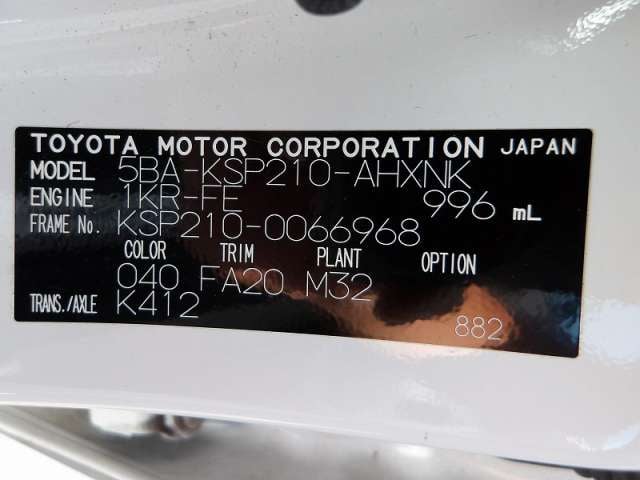 TOYOTA MOTOR CORPORATION JAPAN
MODEL 5BA-KSP210-AHXNK
ENGINE 1KR-FE 996 mL
FRAME No. KSP210-0066968
COLOR TRIM PLANT OPTION
040 FA20 M32
TRANS./AXLE K412
882